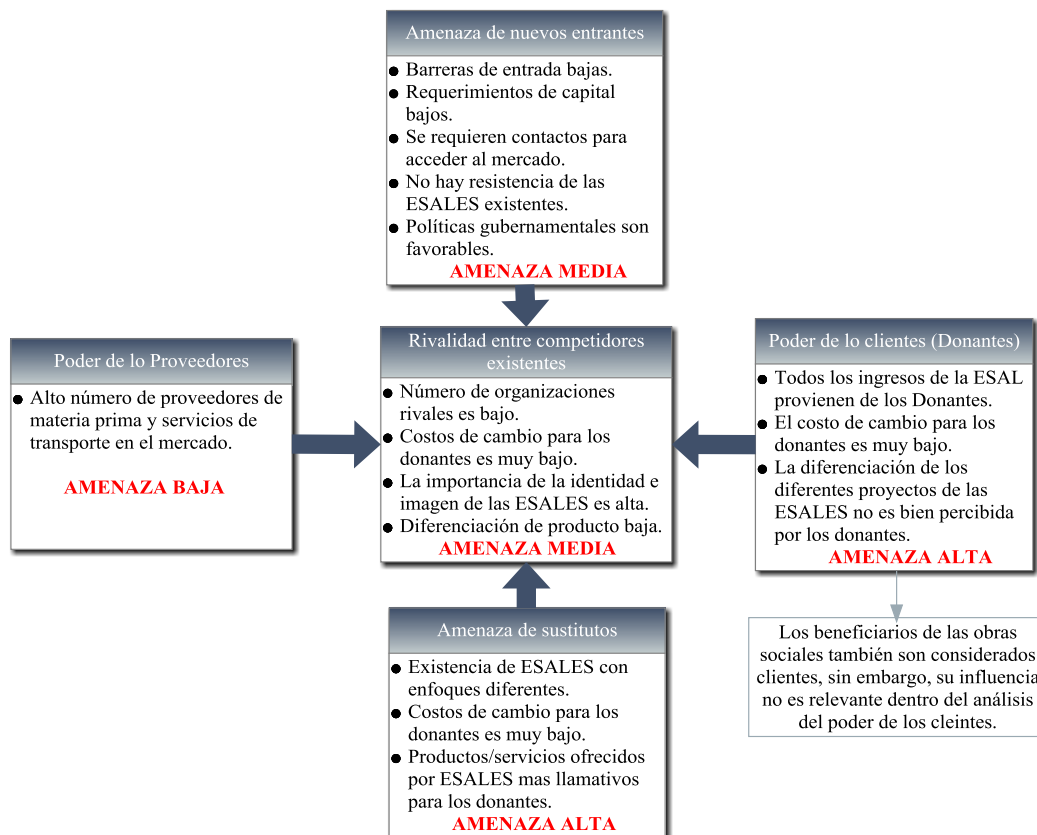 Amenaza de nuevos entrantes
● Barreras de entrada bajas.
● Requerimientos de capital
bajos.
● Se requieren contactos para
acceder al mercado.
● No hay resistencia de las
ESALES existentes.
● Políticas gubernamentales son
favorables.
AMENAZA MEDIA
Poder de lo Proveedores
● Alto número de proveedores de
materia prima y servicios de
transporte en el mercado.
AMENAZA BAJA
Rivalidad entre competidores
existentes
● Número de organizaciones
rivales es bajo.
● Costos de cambio para los
donantes es muy bajo.
● La importancia de la identidad e
imagen de las ESALES es alta.
● Diferenciación de producto baja.
AMENAZA MEDIA
Poder de lo clientes (Donantes)
● Todos los ingresos de la ESAL
provienen de los Donantes.
● El costo de cambio para los
donantes es muy bajo.
● La diferenciación de los
diferentes proyectos de las
ESALES no es bien percibida
por los donantes.
AMENAZA ALTA
Los beneficiarios de las obras
sociales también son considerados
clientes, sin embargo, su influencia
no es relevante dentro del análisis
del poder de los cleintes.
Amenaza de sustitutos
● Existencia de ESALES con
enfoques diferentes.
● Costos de cambio para los
donantes es muy bajo.
● Productos/servicios ofrecidos
por ESALES mas llamativos
para los donantes.
AMENAZA ALTA